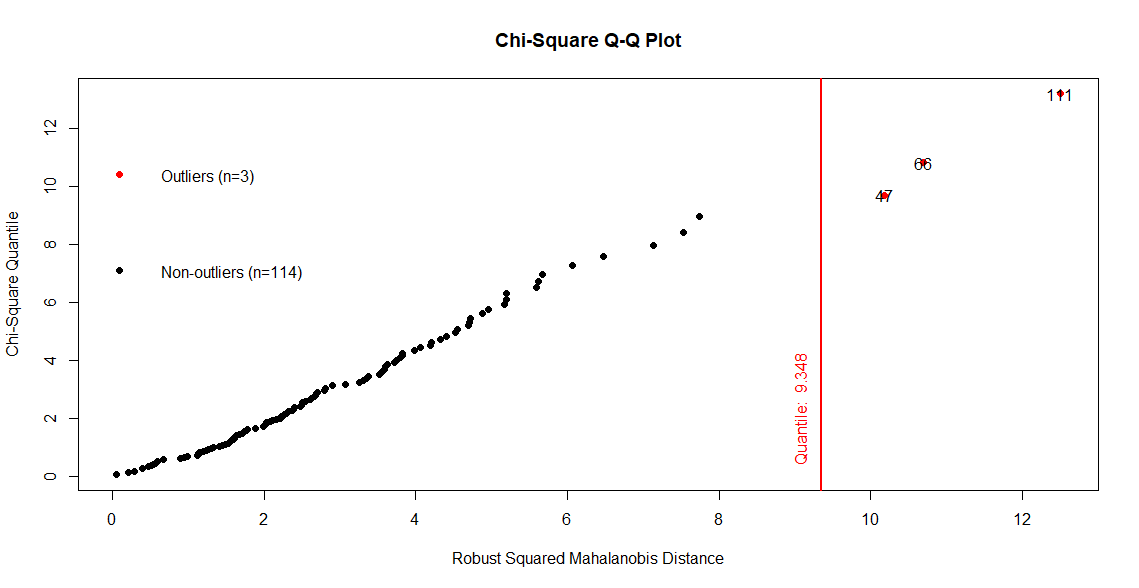 Chi-Square Q-Q Plot
Chi-Square Quantile
12
10
8
6
4
2
0
Outliers (n=3)
Non-outliers (n=114)
111
66
47
Quantile: 9.348
0 2 4 6 8 10 12
Robust Squared Mahalanobis Distance